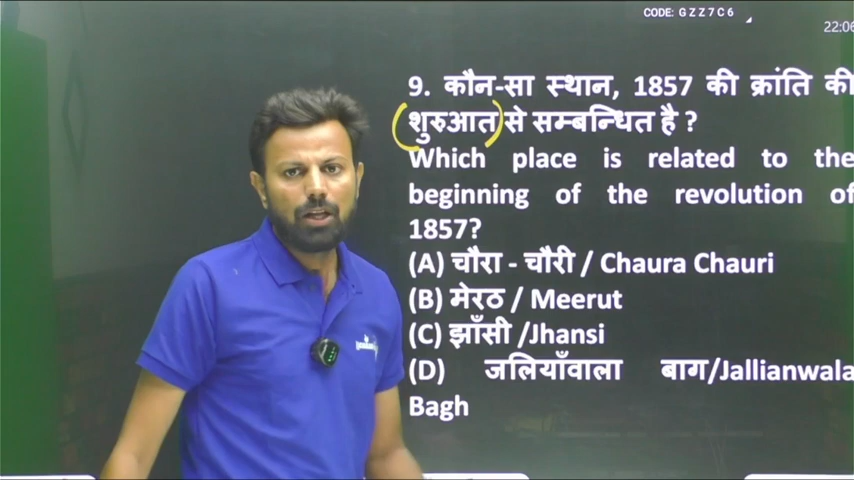 CODE: GZZ7C6
22:06
9. कौन-सा स्थान, 1857 की क्रांति की
शुरुआत से सम्बन्धित है ?
Which place is related to the
beginning of the revolution of
1857?
(A) चौरा - चौरी / Chaura Chauri
(B) मेरठ / Meerut
(C) झाँसी /Jhansi
(D) जलियाँवाला बाग/Jallianwala
Bagh